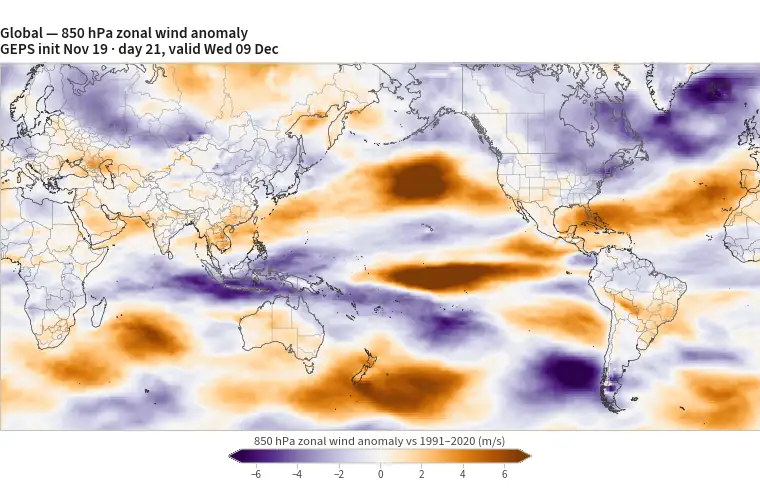 Global — 850 hPa zonal wind anomaly
GEPS init Nov 19 · day 21, valid Wed 09 Dec
850 hPa zonal wind anomaly vs 1991–2020 (m/s)
−6 −4 −2 0 2 4 6